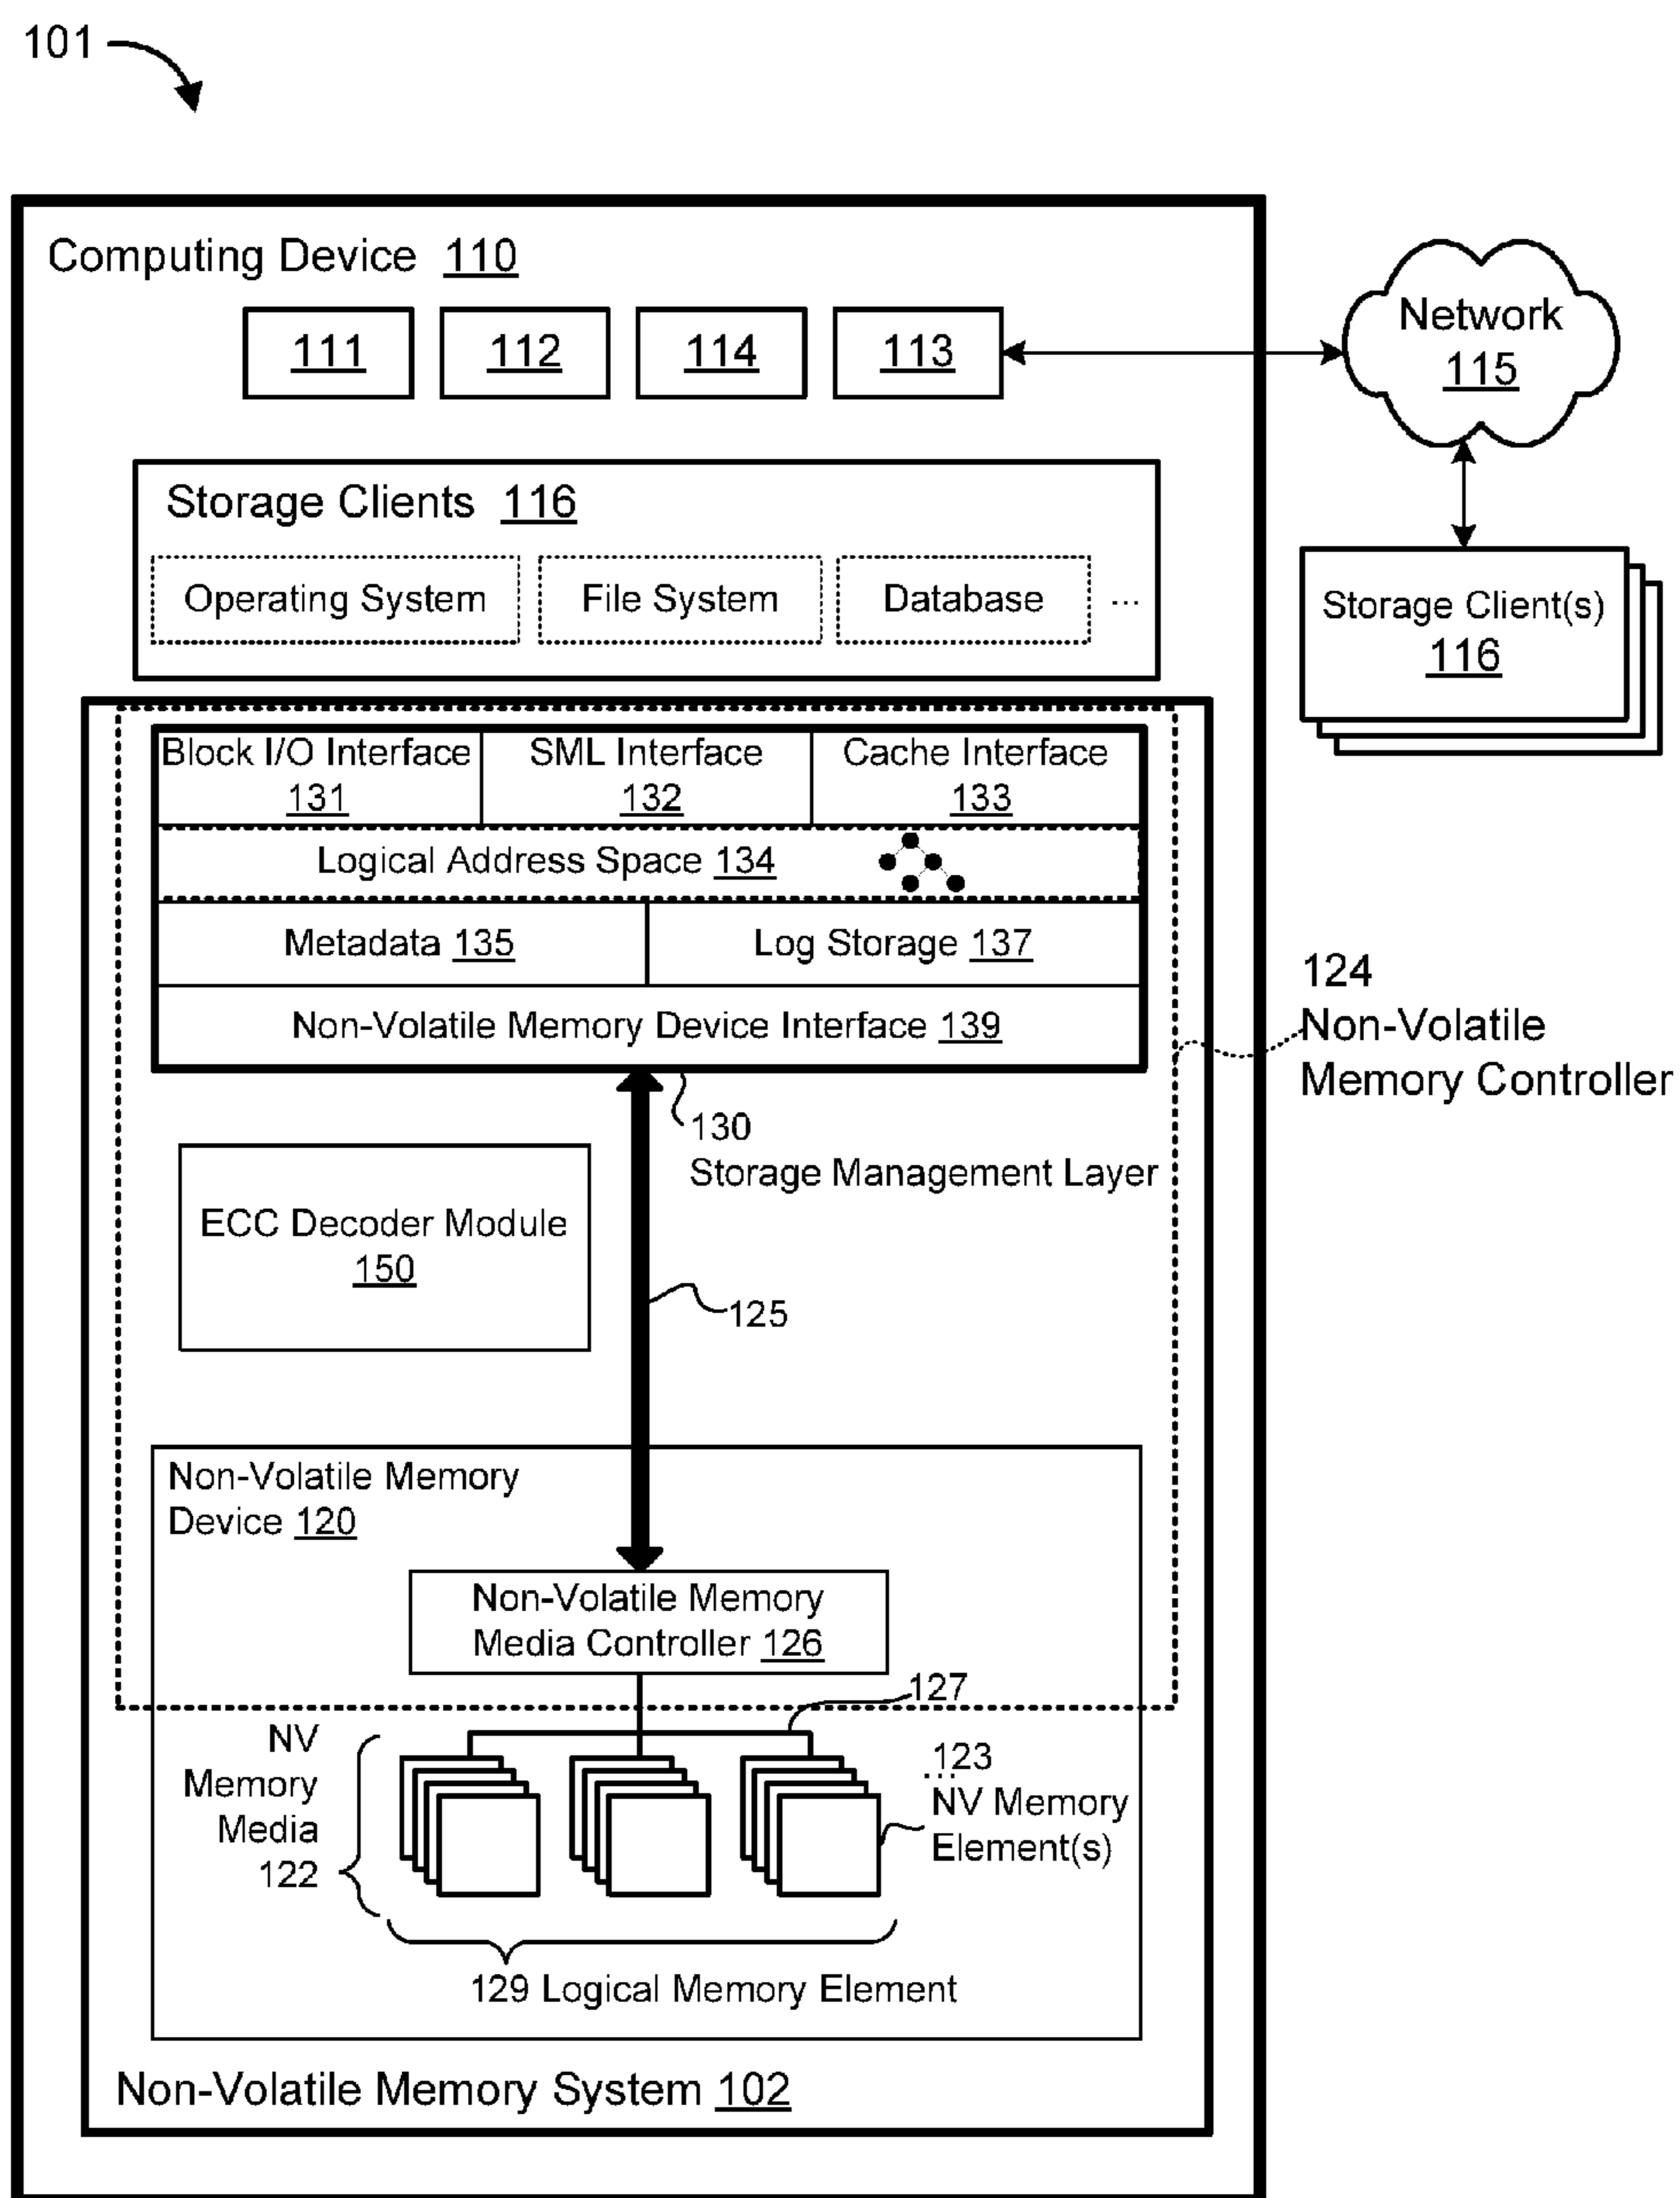 101
Computing Device 110
111 112 114 113
Network
115
Storage Clients 116
Operating System File System Database ...
Storage Client(s)
116
Block I/O Interface
131
SML Interface
132
Cache Interface
133
Logical Address Space 134
Metadata 135 Log Storage 137
Non-Volatile Memory Device Interface 139
124
Non-Volatile
Memory Controller
130
Storage Management Layer
ECC Decoder Module
150
125
Non-Volatile Memory
Device 120
Non-Volatile Memory
Media Controller 126
127
NV
Memory
Media
122
...
123
NV Memory
Element(s)
129 Logical Memory Element
Non-Volatile Memory System 102